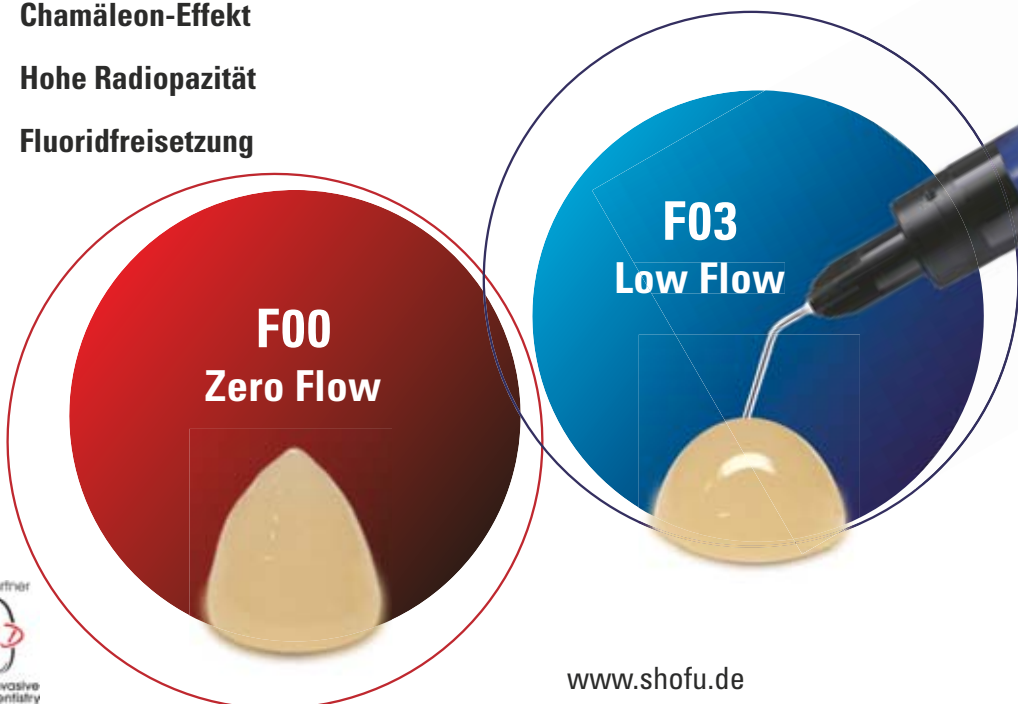 Chamäleon-Effekt
Hohe Radiopazität
Fluoridfreisetzung
F03
Low Flow
F00
Zero Flow
www.shofu.de